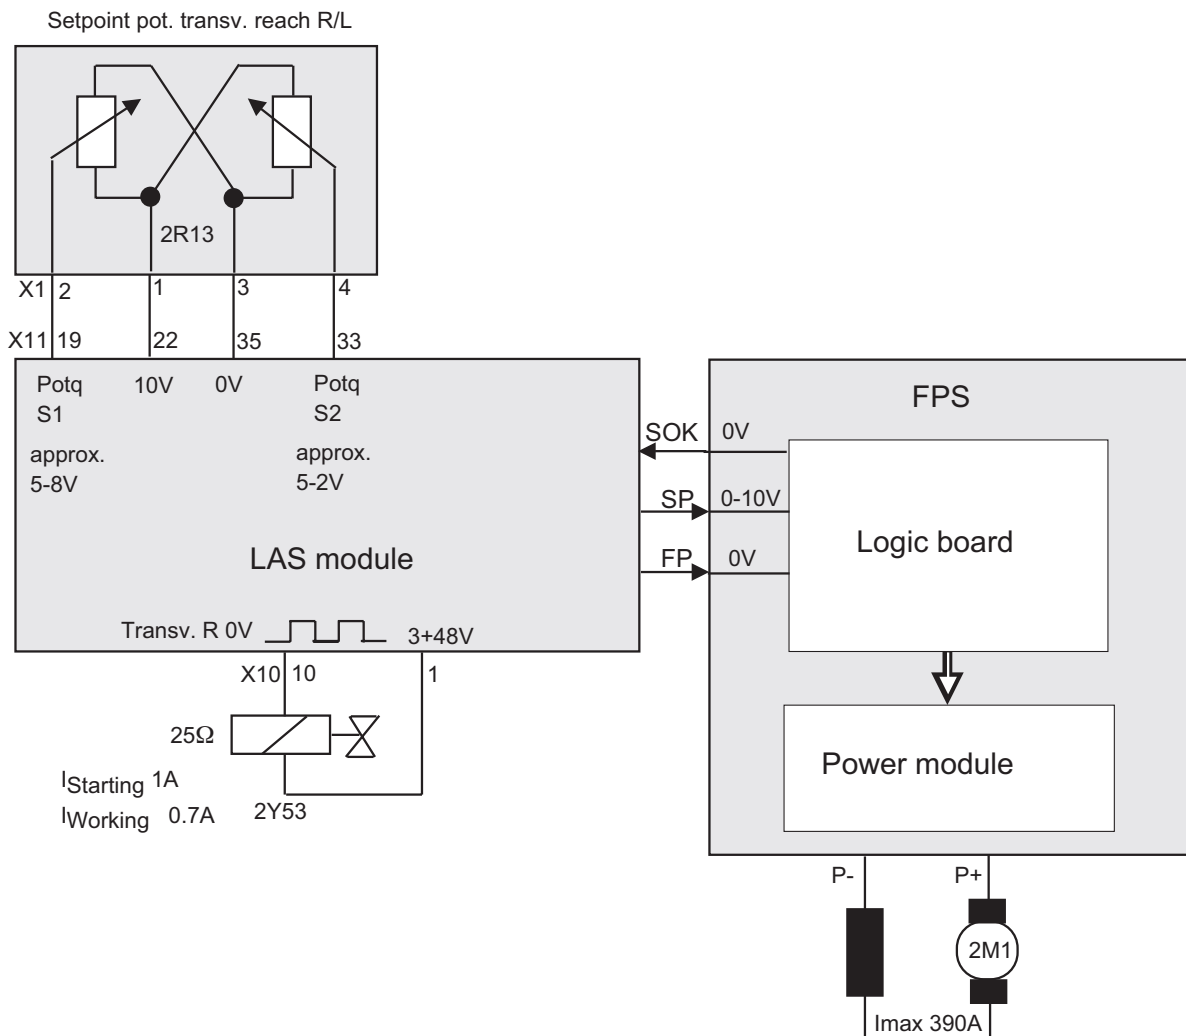 Setpoint pot. transv. reach R/L
2R13
X1 2 1 3 4
X11 19 22 35 33
Potq 10V 0V Potq
S1 S2
approx. approx.
5-8V 5-2V
LAS module
Transv. R 0V 3+48V
X10 10 1
25Ω
IStarting 1A
IWorking 0.7A 2Y53
FPS
SOK 0V
SP 0-10V
FP 0V
Logic board
Power module
P- P+
2M1
Imax 390A